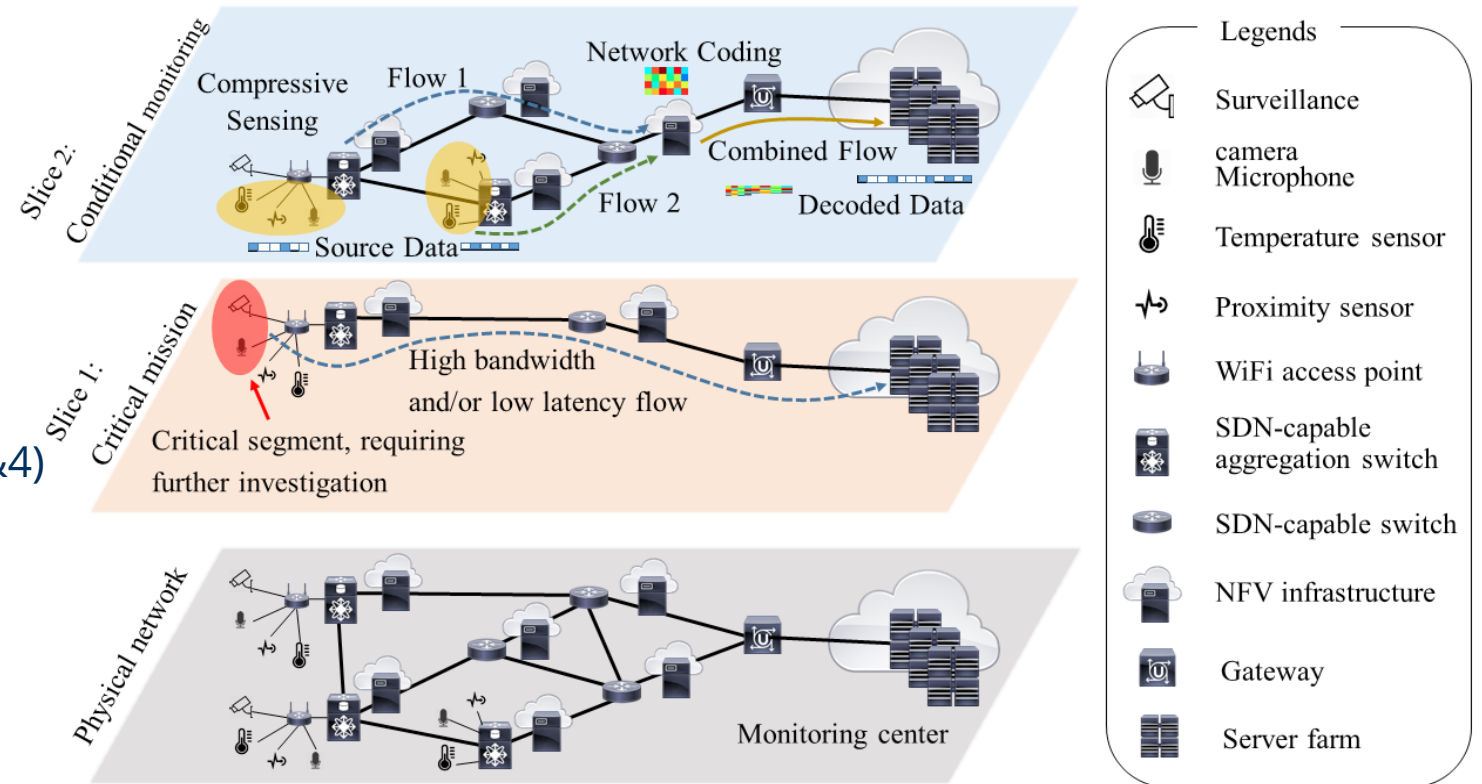 Slice 2:
Conditional monitoring
Compressive
Sensing
Flow 1
Network Coding
Combined Flow
Flow 2
Decoded Data
Source Data
Slice 1:
Critical mission
High bandwidth
and/or low latency flow
Critical segment, requiring
further investigation
&4)
Physical network
Monitoring center
Legends
Surveillance
camera
Microphone
Temperature sensor
Proximity sensor
WiFi access point
SDN-capable
aggregation switch
SDN-capable switch
NFV infrastructure
Gateway
Server farm